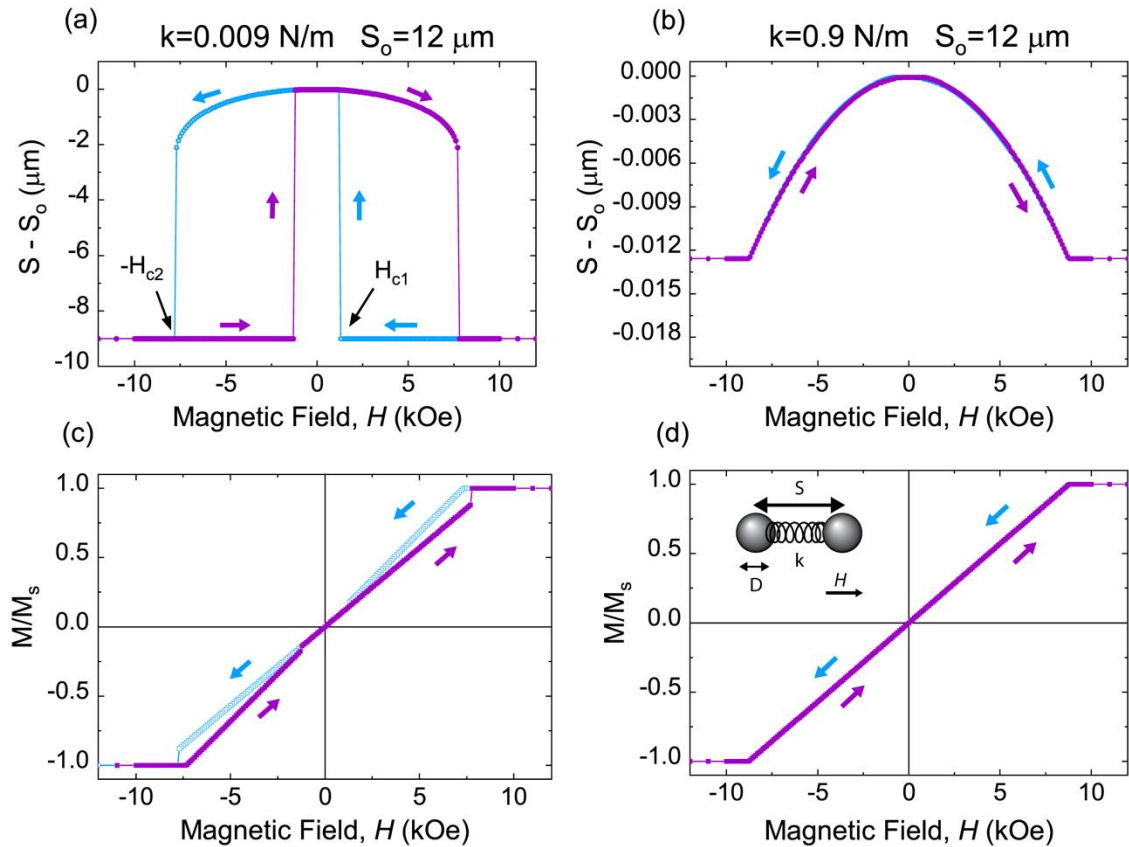 (a)
k=0.009 N/m S₀=12 μm
S - S₀ (μm)
0
-2
-4
-6
-8
-10
-H_c2
H_c1
-10 -5 0 5 10
Magnetic Field, H (kOe)
(b)
k=0.9 N/m S₀=12 μm
S - S₀ (μm)
0.000
-0.003
-0.006
-0.009
-0.012
-0.015
-0.018
-10 -5 0 5 10
Magnetic Field, H (kOe)
(c)
M/M_s
1.0
0.5
0.0
-0.5
-1.0
-10 -5 0 5 10
Magnetic Field, H (kOe)
(d)
M/M_s
1.0
0.5
0.0
-0.5
-1.0
S
k
D
H
-10 -5 0 5 10
Magnetic Field, H (kOe)